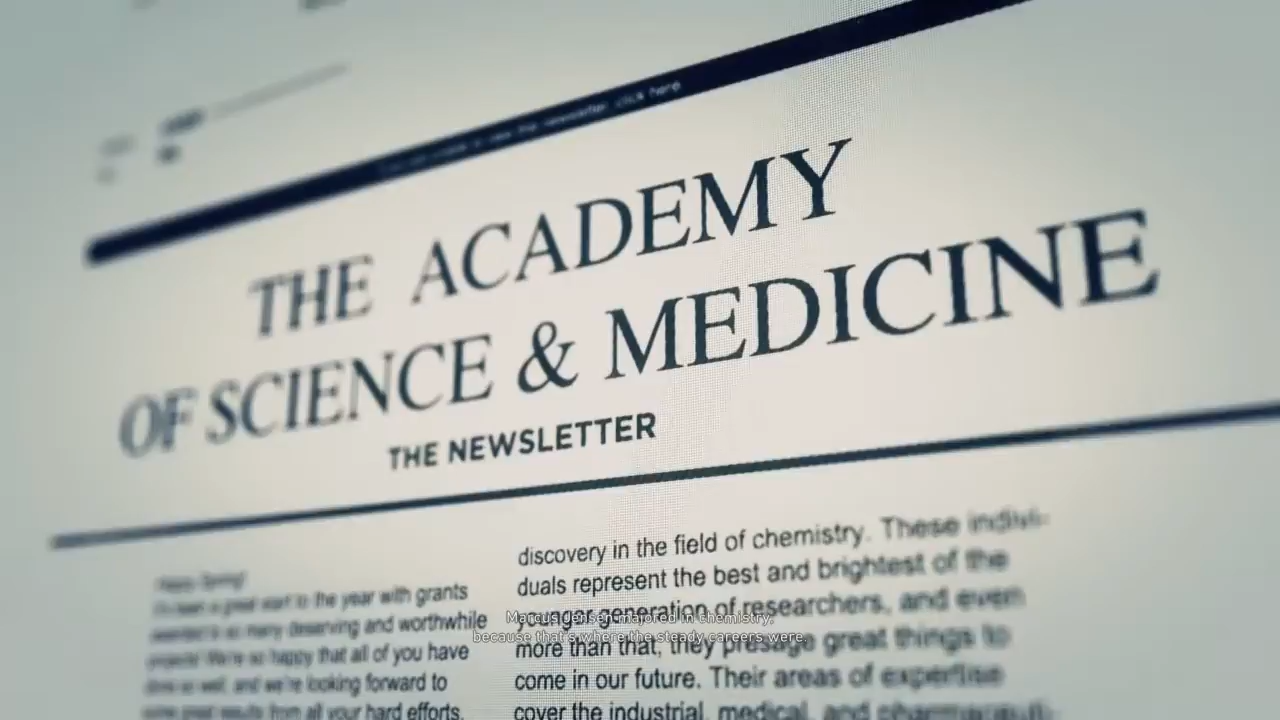 the newsletter, click here
THE ACADEMY
OF SCIENCE & MEDICINE
THE NEWSLETTER
Happy Spring!
It's been a great start to the year with grants
awarded to so many deserving and worthwhile
projects! We're so happy that all of you have
done so well, and we're looking forward to
some great results from all your hard efforts.
discovery in the field of chemistry. These indivi-
duals represent the best and brightest of the
younger generation of researchers, and even
more than that, they presage great things to
come in our future. Their areas of expertise
cover the industrial, medical, and pharmaceuti-
Marcus Jensen majored in chemistry,
because that's where the steady careers were.